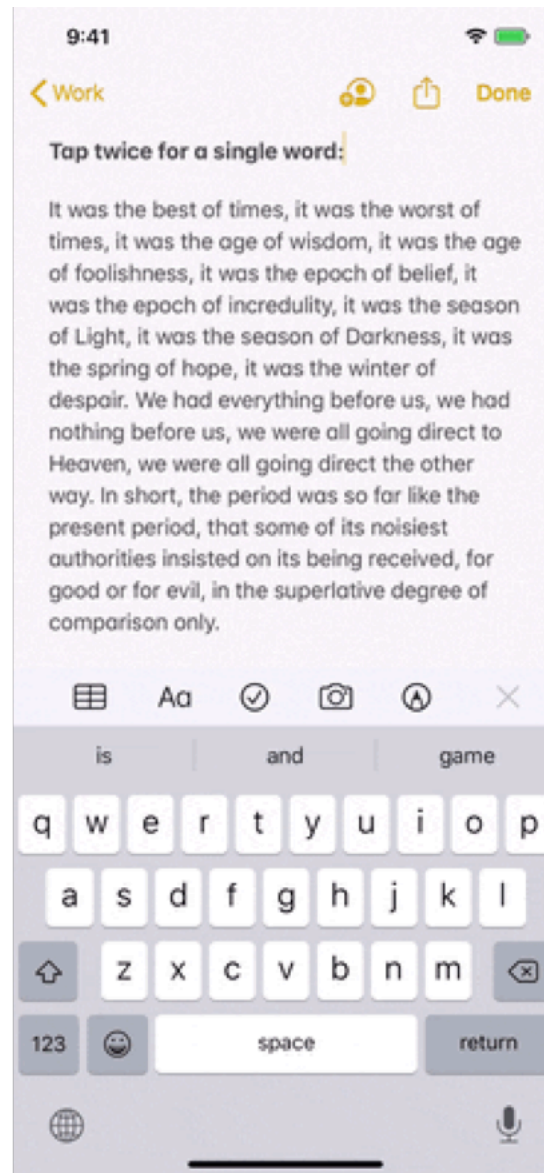 9:41
Work
Done
Tap twice for a single word:
It was the best of times, it was the worst of
times, it was the age of wisdom, it was the age
of foolishness, it was the epoch of belief, it
was the epoch of incredulity, it was the season
of Light, it was the season of Darkness, it was
the spring of hope, it was the winter of
despair. We had everything before us, we had
nothing before us, we were all going direct to
Heaven, we were all going direct the other
way. In short, the period was so far like the
present period, that some of its noisiest
authorities insisted on its being received, for
good or for evil, in the superlative degree of
comparison only.
Aa
is and game
q w e r t y u i o p
a s d f g h j k l
z x c v b n m
123 space return